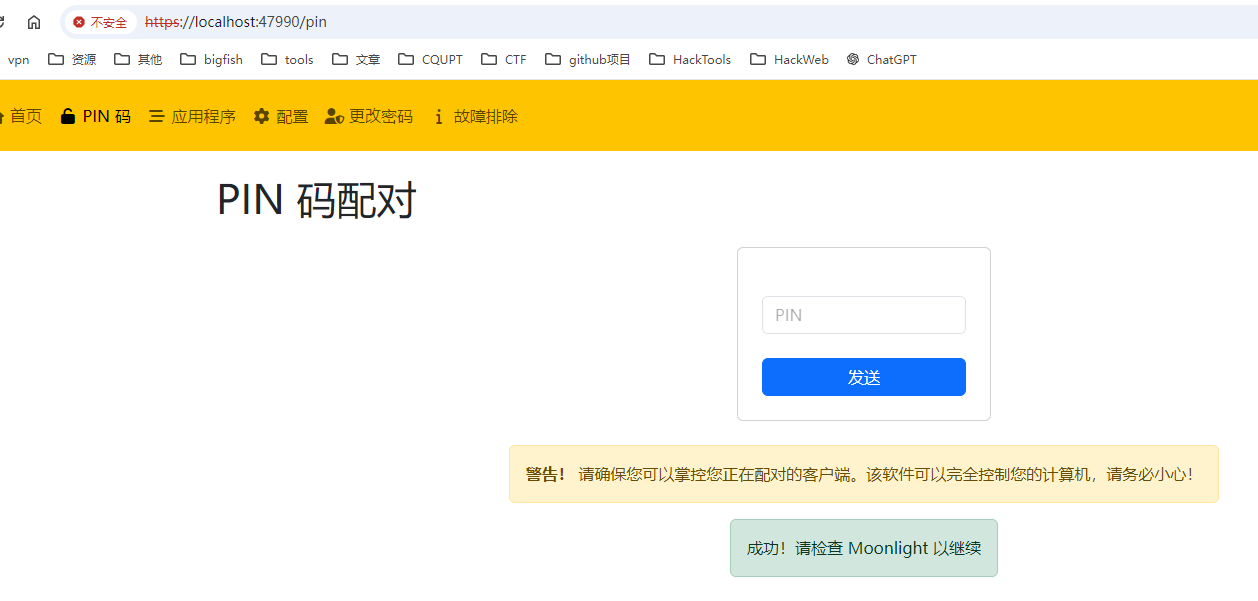 不安全 https://localhost:47990/pin
vpn 资源 其他 bigfish tools 文章 CQUPT CTF github项目 HackTools HackWeb ChatGPT
首页 PIN 码 应用程序 配置 更改密码 故障排除
PIN 码配对
PIN
发送
警告！ 请确保您可以掌控您正在配对的客户端。该软件可以完全控制您的计算机，请务必小心！
成功！请检查 Moonlight 以继续